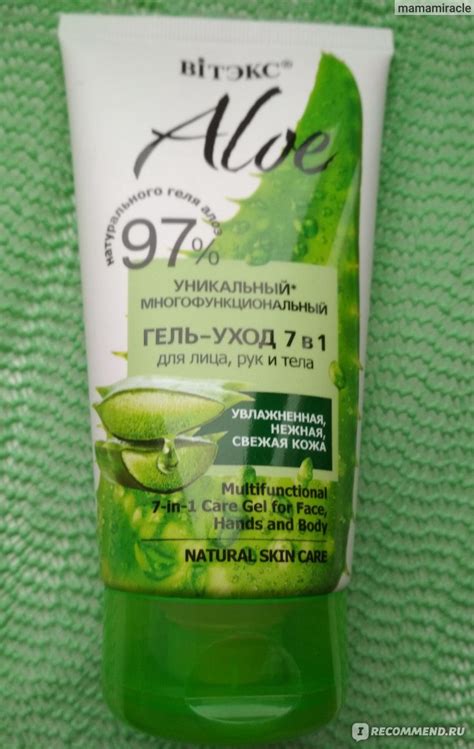 mamamiracle
ВІТЭКС®
Aloe
97% натурального геля алоэ
УНИКАЛЬНЫЙ*
МНОГОФУНКЦИОНАЛЬНЫЙ
ГЕЛЬ-УХОД 7 в 1
для лица, рук и тела
УВЛАЖНЕННАЯ,
НЕЖНАЯ,
СВЕЖАЯ КОЖА
Multifunctional
7-in-1 Care Gel for Face,
Hands and Body
NATURAL SKIN CARE
I RECOMMEND.RU